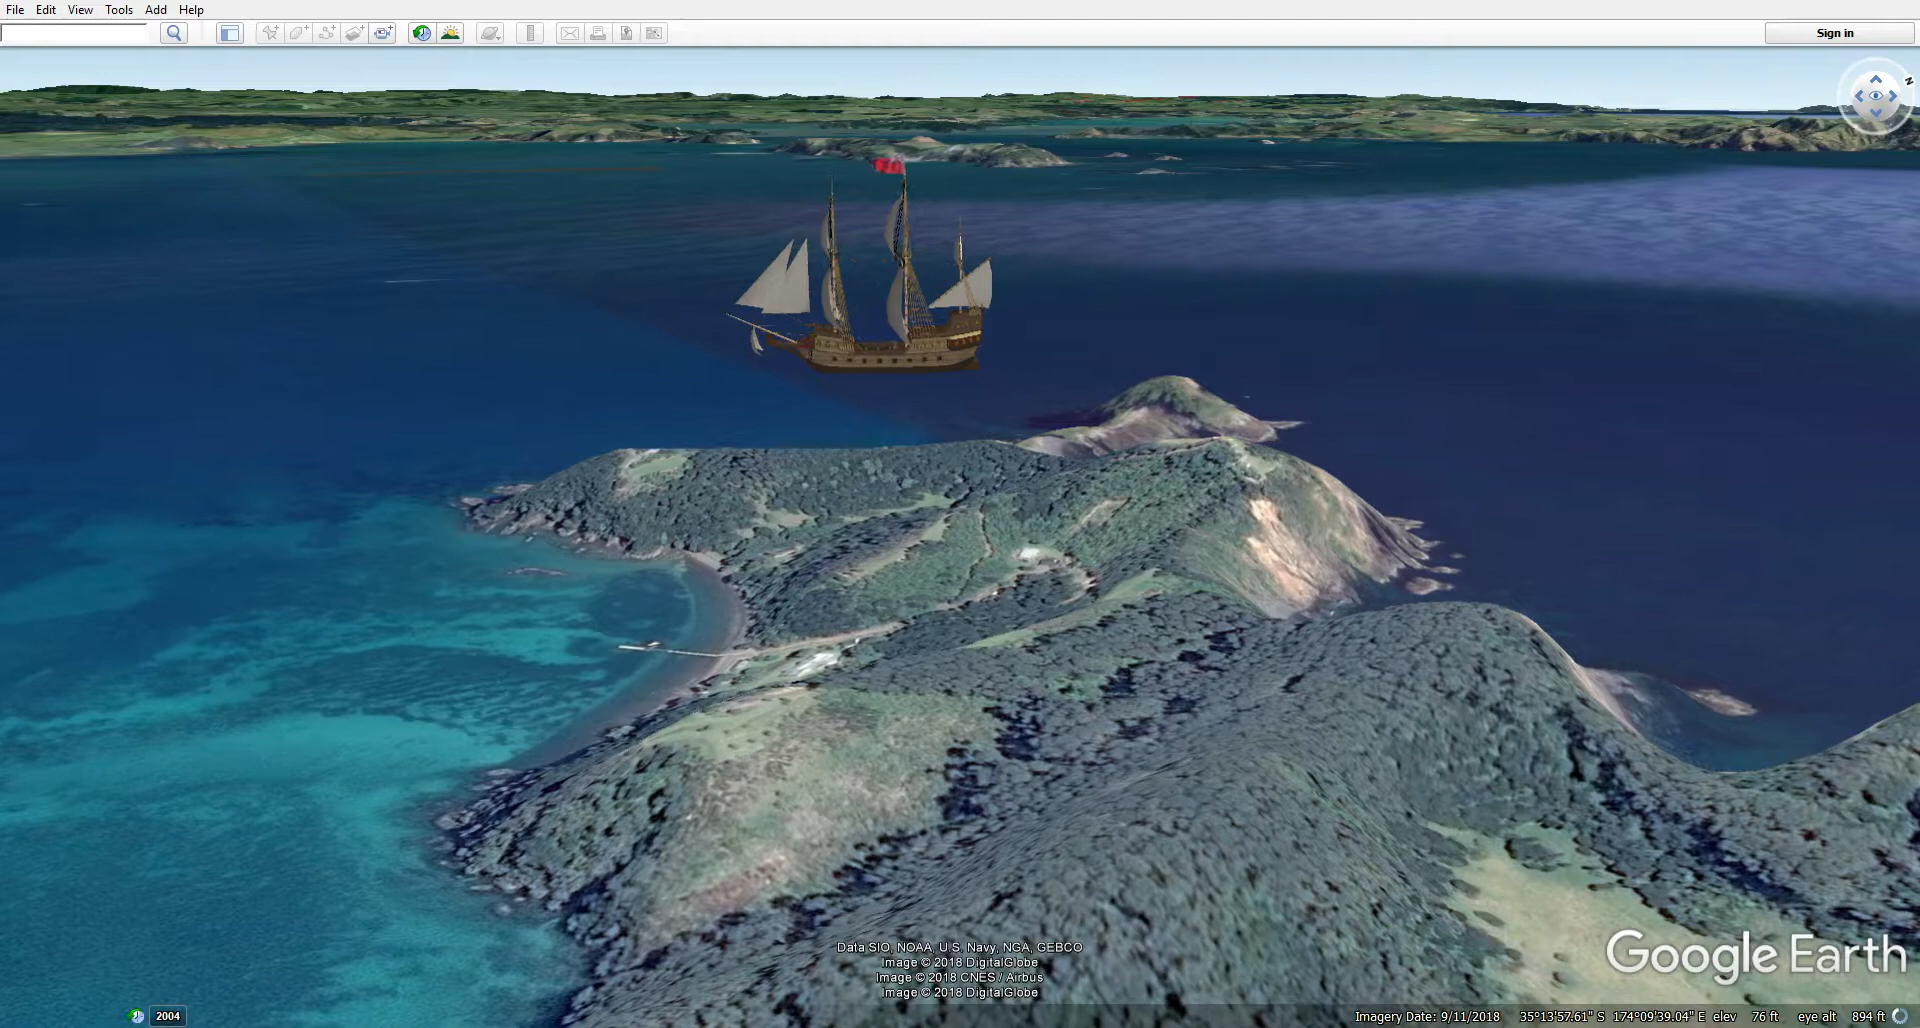 File Edit View Tools Add Help
Sign in
N
Data SIO, NOAA, U.S. Navy, NGA, GEBCO
Image © 2018 DigitalGlobe
Image © 2018 CNES / Airbus
Image © 2018 DigitalGlobe
Google Earth
2004
Imagery Date: 9/11/2018 35°13'57.61" S 174°09'39.04" E elev 76 ft eye alt 894 ft